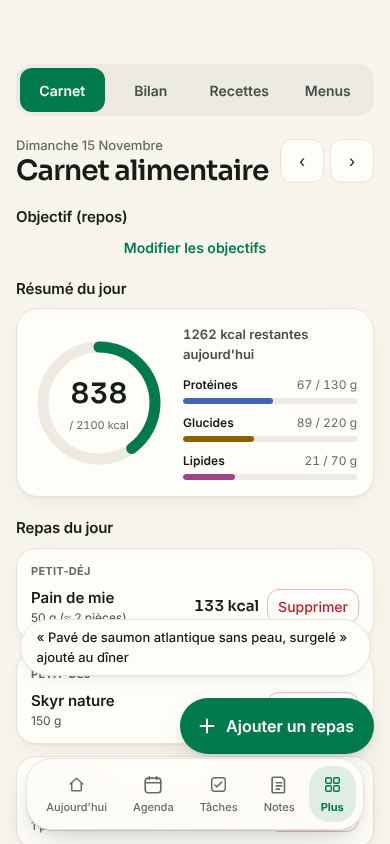 Carnet
Bilan
Recettes
Menus
Dimanche 15 Novembre
Carnet alimentaire
‹
›
Objectif (repos)
Modifier les objectifs
Résumé du jour
838
/ 2100 kcal
1262 kcal restantes
aujourd'hui
Protéines 67 / 130 g
Glucides 89 / 220 g
Lipides 21 / 70 g
Repas du jour
PETIT-DÉJ
Pain de mie
133 kcal
Supprimer
50 g (≈ 2 pièces)
« Pavé de saumon atlantique sans peau, surgelé »
ajouté au dîner
PETIT-DÉJ
Skyr nature
150 g
+ Ajouter un repas
Aujourd'hui
Agenda
Tâches
Notes
Plus